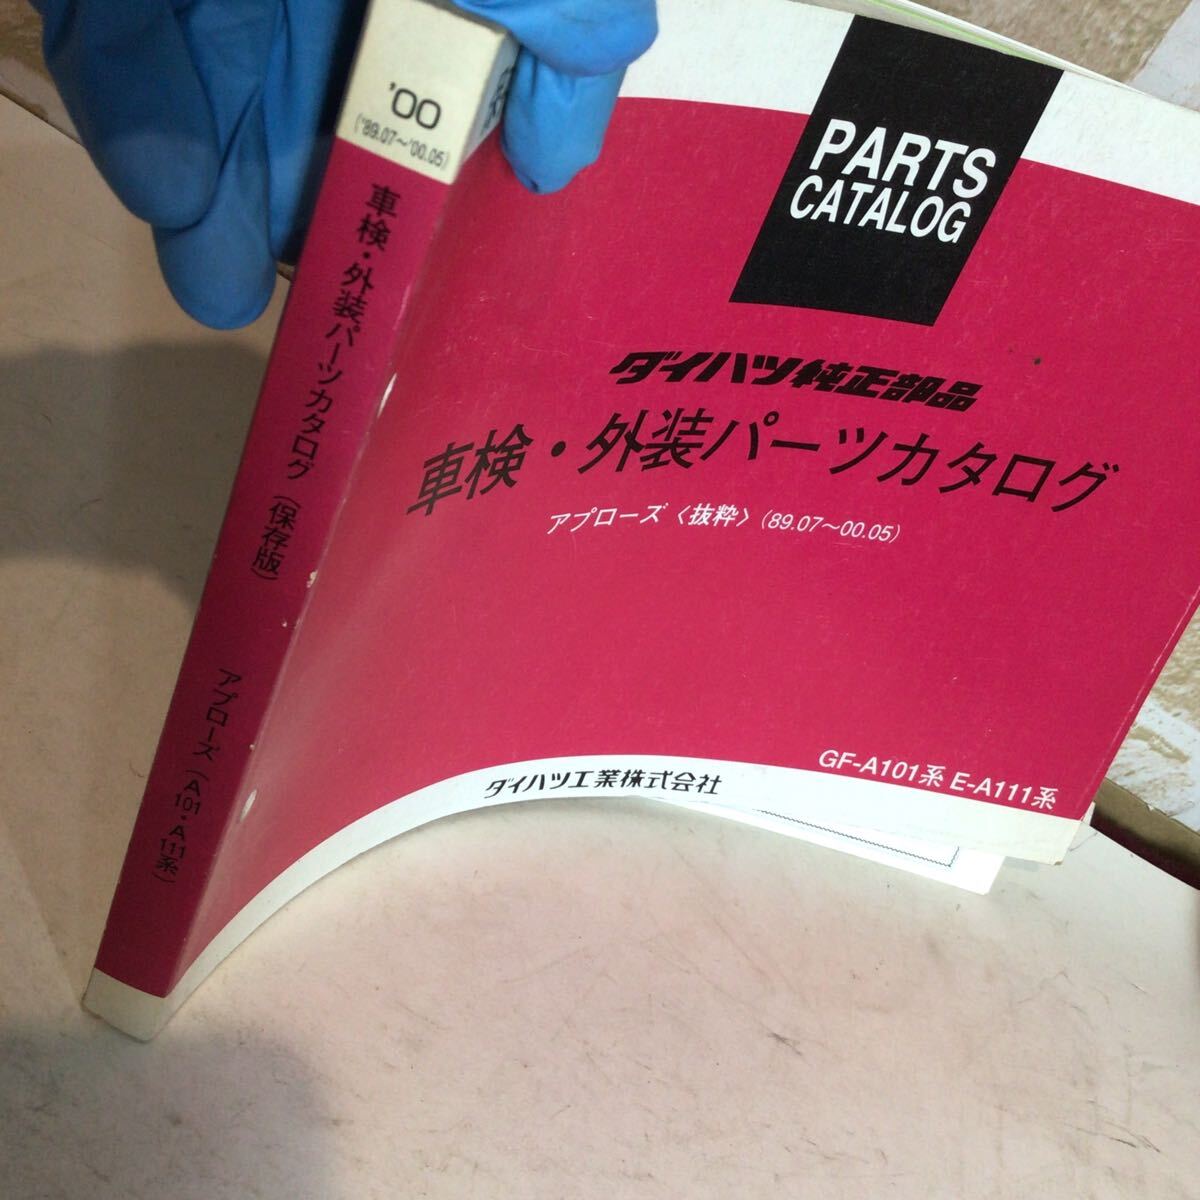 '00
('89.07～'00.05)
車検・外装パーツカタログ(保存版)
アプローズ(A101・A111系)
PARTS
CATALOG
ダイハツ純正部品
車検・外装パーツカタログ
アプローズ〈抜粋〉(89.07～00.05)
GF-A101系 E-A111系
ダイハツ工業株式会社